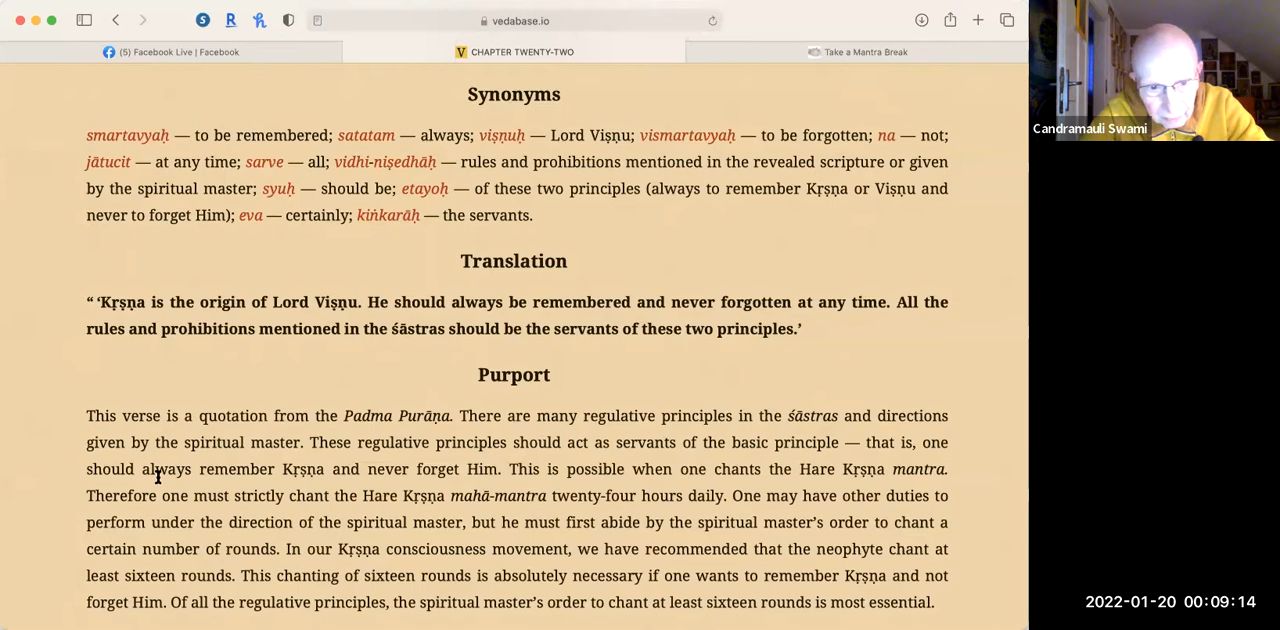 vedabase.io
(5) Facebook Live | Facebook
CHAPTER TWENTY-TWO
Take a Mantra Break
Synonyms
smartavyaḥ — to be remembered; satatam — always; viṣṇuḥ — Lord Viṣṇu; vismartavyaḥ — to be forgotten; na — not;
jātucit — at any time; sarve — all; vidhi-niṣedhāḥ — rules and prohibitions mentioned in the revealed scripture or given
by the spiritual master; syuḥ — should be; etayoḥ — of these two principles (always to remember Kṛṣṇa or Viṣṇu and
never to forget Him); eva — certainly; kiṅkarāḥ — the servants.
Translation
“ ‘Kṛṣṇa is the origin of Lord Viṣṇu. He should always be remembered and never forgotten at any time. All the
rules and prohibitions mentioned in the śāstras should be the servants of these two principles.’
Purport
This verse is a quotation from the Padma Purāṇa. There are many regulative principles in the śāstras and directions
given by the spiritual master. These regulative principles should act as servants of the basic principle — that is, one
should always remember Kṛṣṇa and never forget Him. This is possible when one chants the Hare Kṛṣṇa mantra.
Therefore one must strictly chant the Hare Kṛṣṇa mahā-mantra twenty-four hours daily. One may have other duties to
perform under the direction of the spiritual master, but he must first abide by the spiritual master’s order to chant a
certain number of rounds. In our Kṛṣṇa consciousness movement, we have recommended that the neophyte chant at
least sixteen rounds. This chanting of sixteen rounds is absolutely necessary if one wants to remember Kṛṣṇa and not
forget Him. Of all the regulative principles, the spiritual master’s order to chant at least sixteen rounds is most essential.
Candramauli Swami
2022-01-20 00:09:14